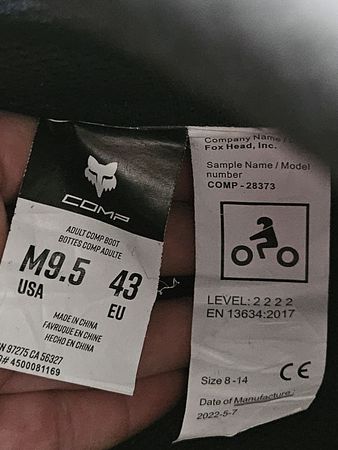 COMP
ADULT COMP BOOT
BOTTES COMP ADULTE
M9.5 43
USA EU
MADE IN CHINA
FAVRUQUE EN CHINE
HECHO EN CHINA
97275 CA 56327
4500081169
Company Name /
Fox Head, Inc.
Sample Name / Model
number
COMP - 28373
LEVEL: 2 2 2 2
EN 13634:2017
Size 8 -14 CE
Date of Manufacture:
2022-5-7